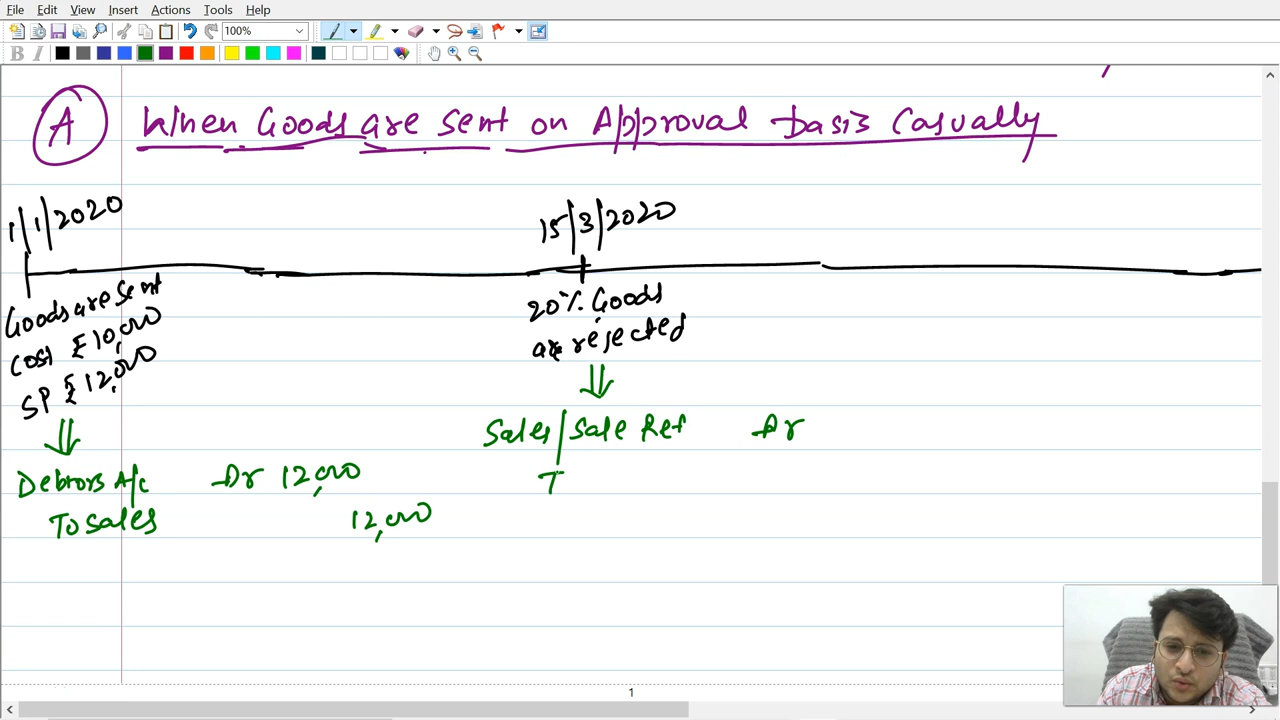 File Edit View Insert Actions Tools Help
100%
B I U
A When Goods are Sent on Approval basis Casually
1/1/2020
15/3/2020
Goods are Sent
Cost ₹10,000
SP ₹12,000
20% Goods
are rejected
Sales/Sale Ret Dr
T
Debtors A/c Dr 12,000
To Sales 12,000
1